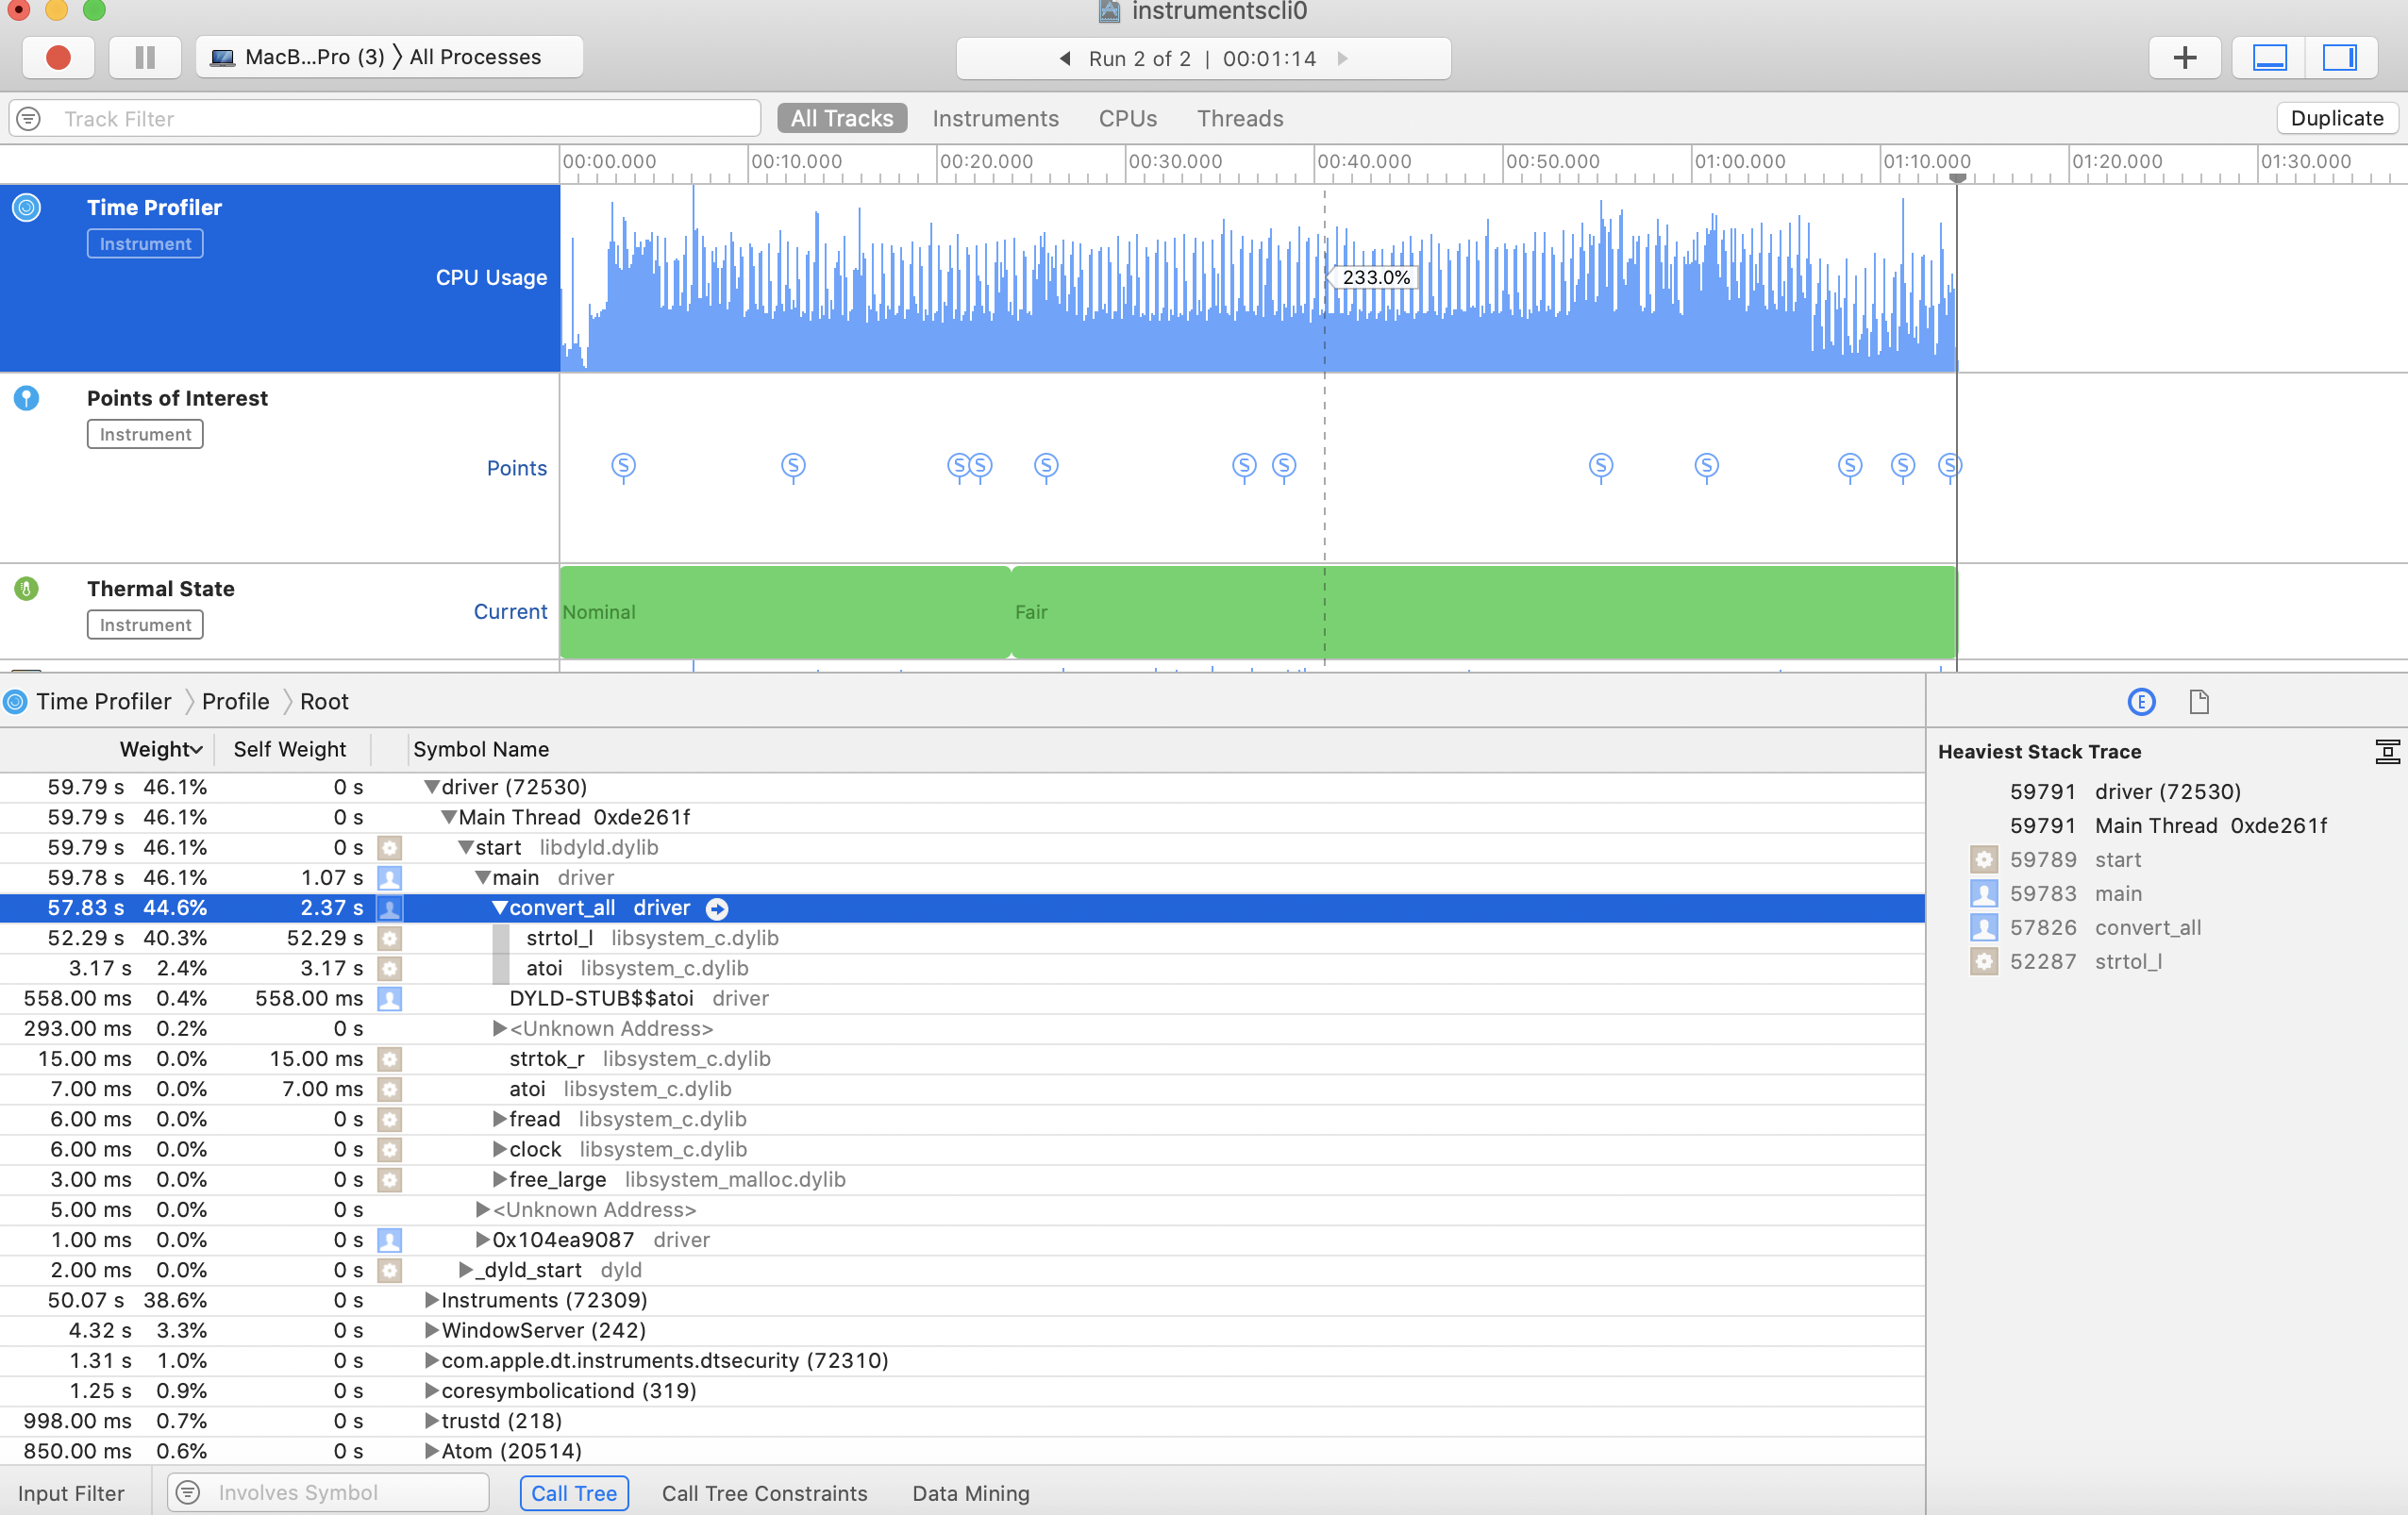 instrumentscli0
MacB...Pro (3) 〉 All Processes
Run 2 of 2 | 00:01:14
Track Filter
All Tracks Instruments CPUs Threads
Duplicate
00:00.000 00:10.000 00:20.000 00:30.000 00:40.000 00:50.000 01:00.000 01:10.000 01:20.000 01:30.000
Time Profiler
Instrument
CPU Usage
233.0%
Points of Interest
Instrument
Points
S S S S S S S S S S S S
Thermal State
Instrument
Current
Nominal
Fair
Time Profiler 〉 Profile 〉 Root
Weight Self Weight Symbol Name
59.79 s 46.1% 0 s driver (72530)
59.79 s 46.1% 0 s Main Thread 0xde261f
59.79 s 46.1% 0 s start libdyld.dylib
59.78 s 46.1% 1.07 s main driver
57.83 s 44.6% 2.37 s convert_all driver
52.29 s 40.3% 52.29 s strtol_l libsystem_c.dylib
3.17 s 2.4% 3.17 s atoi libsystem_c.dylib
558.00 ms 0.4% 558.00 ms DYLD-STUB$$atoi driver
293.00 ms 0.2% 0 s <Unknown Address>
15.00 ms 0.0% 15.00 ms strtok_r libsystem_c.dylib
7.00 ms 0.0% 7.00 ms atoi libsystem_c.dylib
6.00 ms 0.0% 0 s fread libsystem_c.dylib
6.00 ms 0.0% 0 s clock libsystem_c.dylib
3.00 ms 0.0% 0 s free_large libsystem_malloc.dylib
5.00 ms 0.0% 0 s <Unknown Address>
1.00 ms 0.0% 0 s 0x104ea9087 driver
2.00 ms 0.0% 0 s _dyld_start dyld
50.07 s 38.6% 0 s Instruments (72309)
4.32 s 3.3% 0 s WindowServer (242)
1.31 s 1.0% 0 s com.apple.dt.instruments.dtsecurity (72310)
1.25 s 0.9% 0 s coresymbolicationd (319)
998.00 ms 0.7% 0 s trustd (218)
850.00 ms 0.6% 0 s Atom (20514)
Input Filter Involves Symbol Call Tree Call Tree Constraints Data Mining
E
Heaviest Stack Trace
59791 driver (72530)
59791 Main Thread 0xde261f
59789 start
59783 main
57826 convert_all
52287 strtol_l